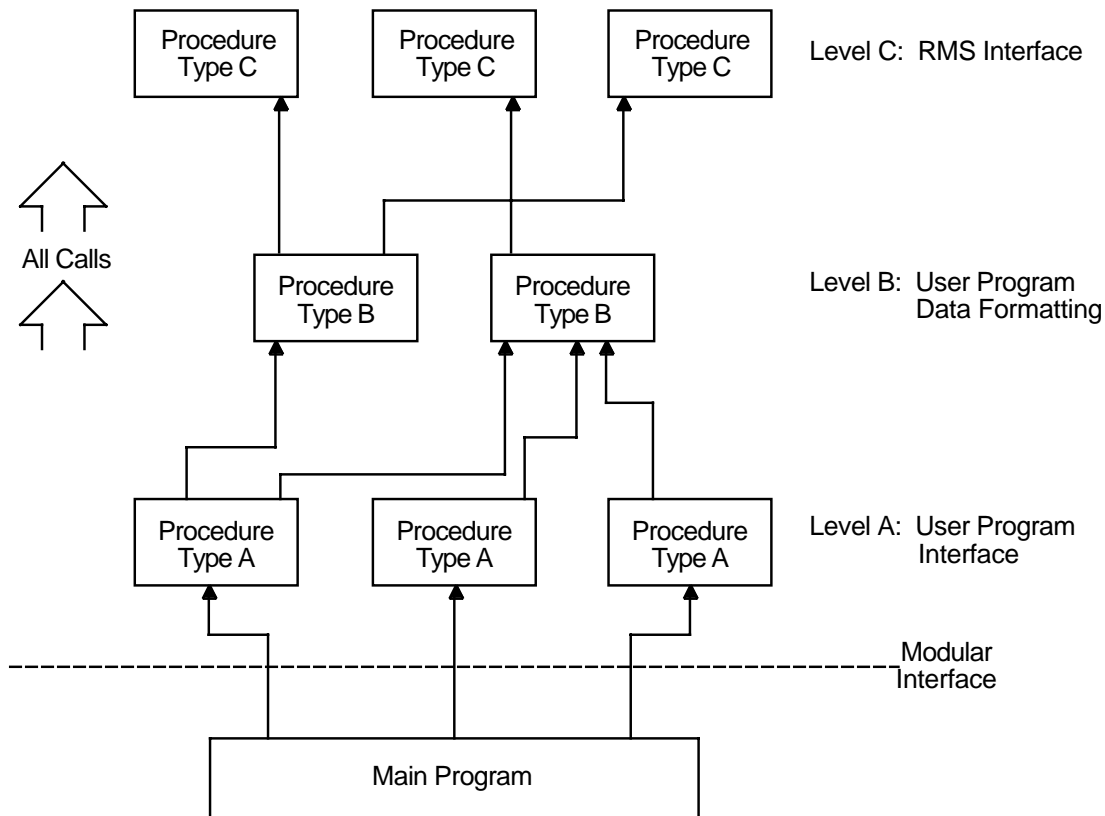 Procedure
Type C
Procedure
Type C
Procedure
Type C
Level C: RMS Interface
All Calls
Procedure
Type B
Procedure
Type B
Level B: User Program
Data Formatting
Procedure
Type A
Procedure
Type A
Procedure
Type A
Level A: User Program
Interface
Modular
Interface
Main Program